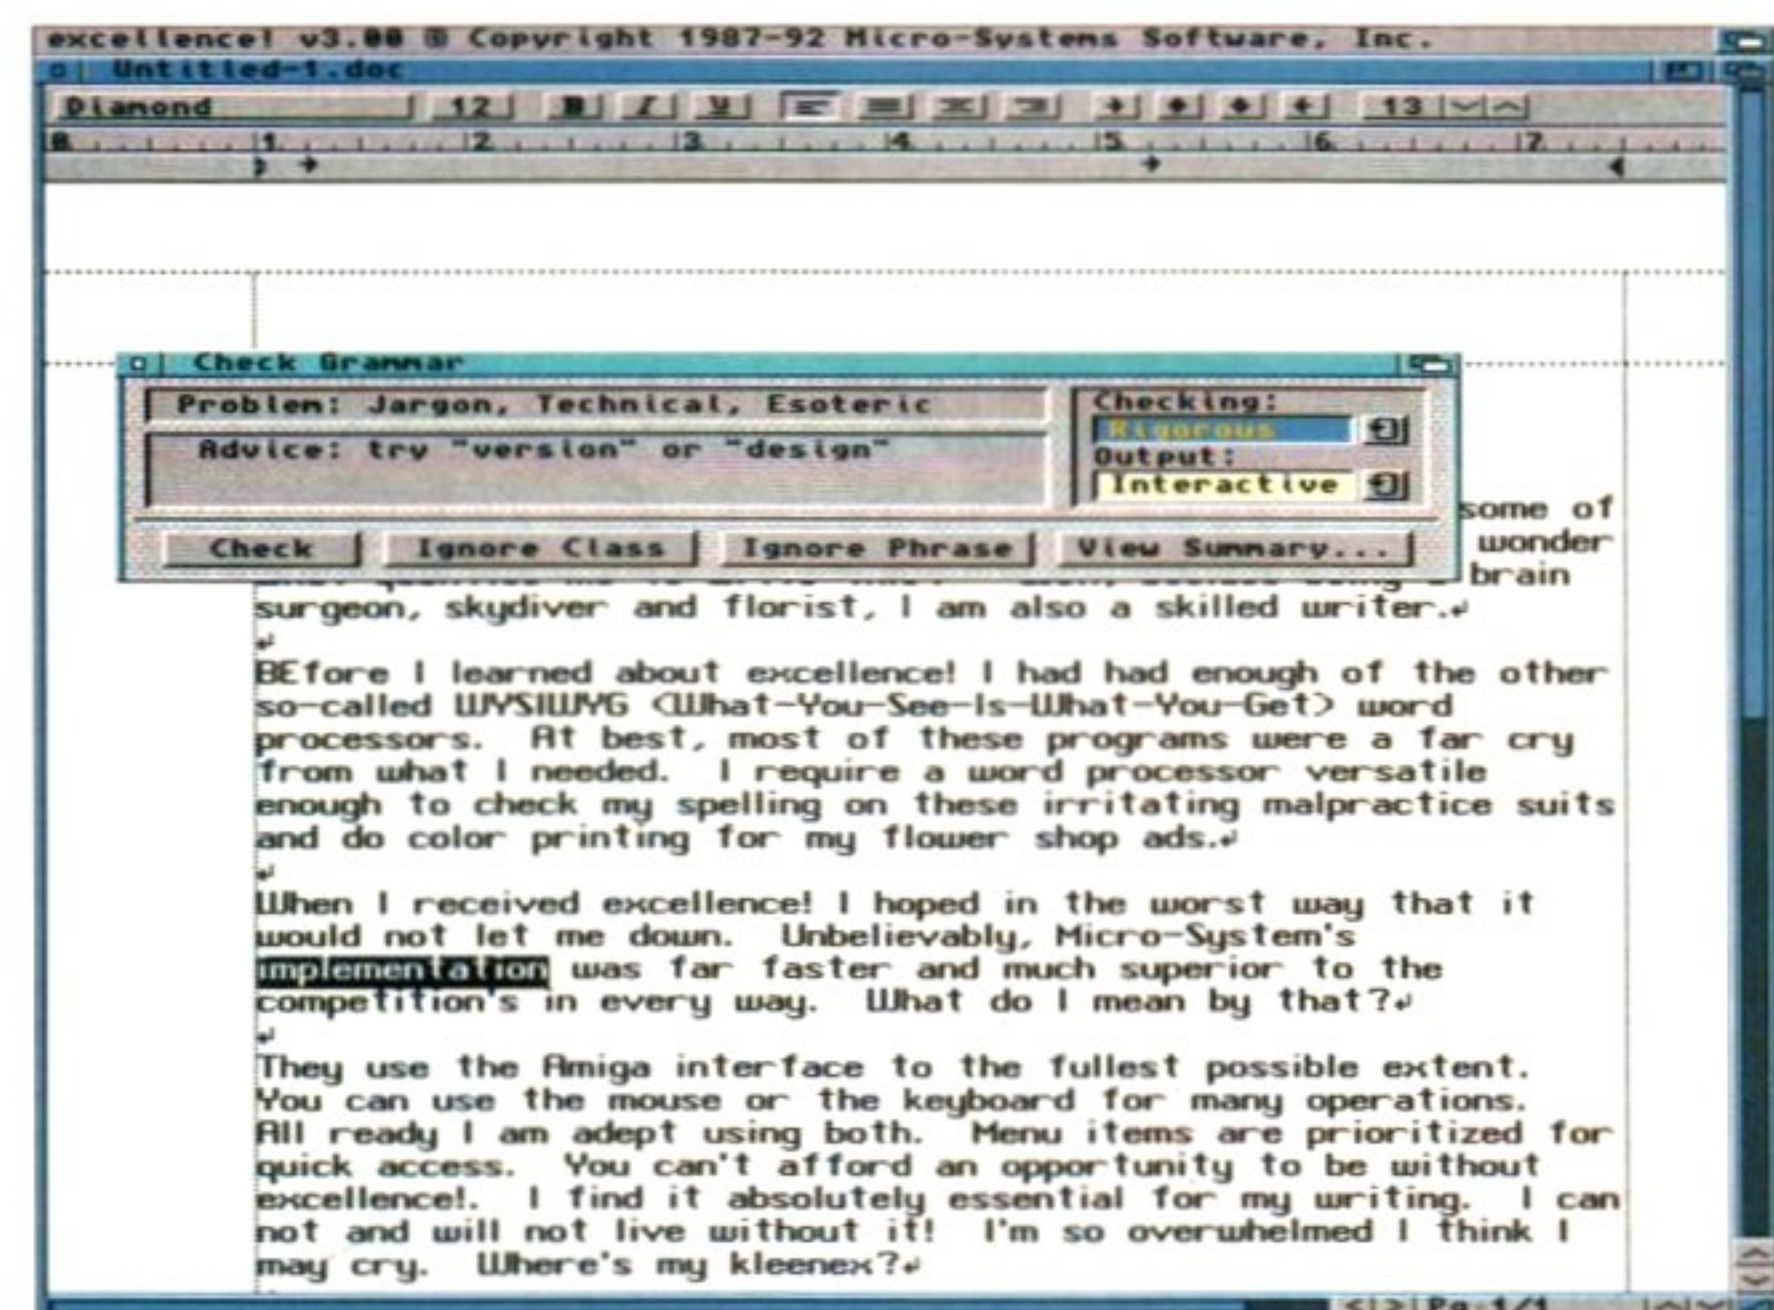 excellence! v3.00 © Copyright 1987-92 Micro-Systems Software, Inc.
Untitled-1.doc
Diamond 12 B I U 13
0 1 2 3 4 5 6 7
Check Grammar
Problem: Jargon, Technical, Esoteric
Checking:
Advice: try "version" or "design"
Rigorous
Output:
Interactive
Check Ignore Class Ignore Phrase View Summary...
some of
wonder
brain
surgeon, skydiver and florist, I am also a skilled writer.
BEfore I learned about excellence! I had had enough of the other
so-called WYSIWYG <What-You-See-Is-What-You-Get> word
processors. At best, most of these programs were a far cry
from what I needed. I require a word processor versatile
enough to check my spelling on these irritating malpractice suits
and do color printing for my flower shop ads.
When I received excellence! I hoped in the worst way that it
would not let me down. Unbelievably, Micro-System's
implementation was far faster and much superior to the
competition's in every way. What do I mean by that?
They use the Amiga interface to the fullest possible extent.
You can use the mouse or the keyboard for many operations.
All ready I am adept using both. Menu items are prioritized for
quick access. You can't afford an opportunity to be without
excellence!. I find it absolutely essential for my writing. I can
not and will not live without it! I'm so overwhelmed I think I
may cry. Where's my kleenex?
<|>|Pg:1/1